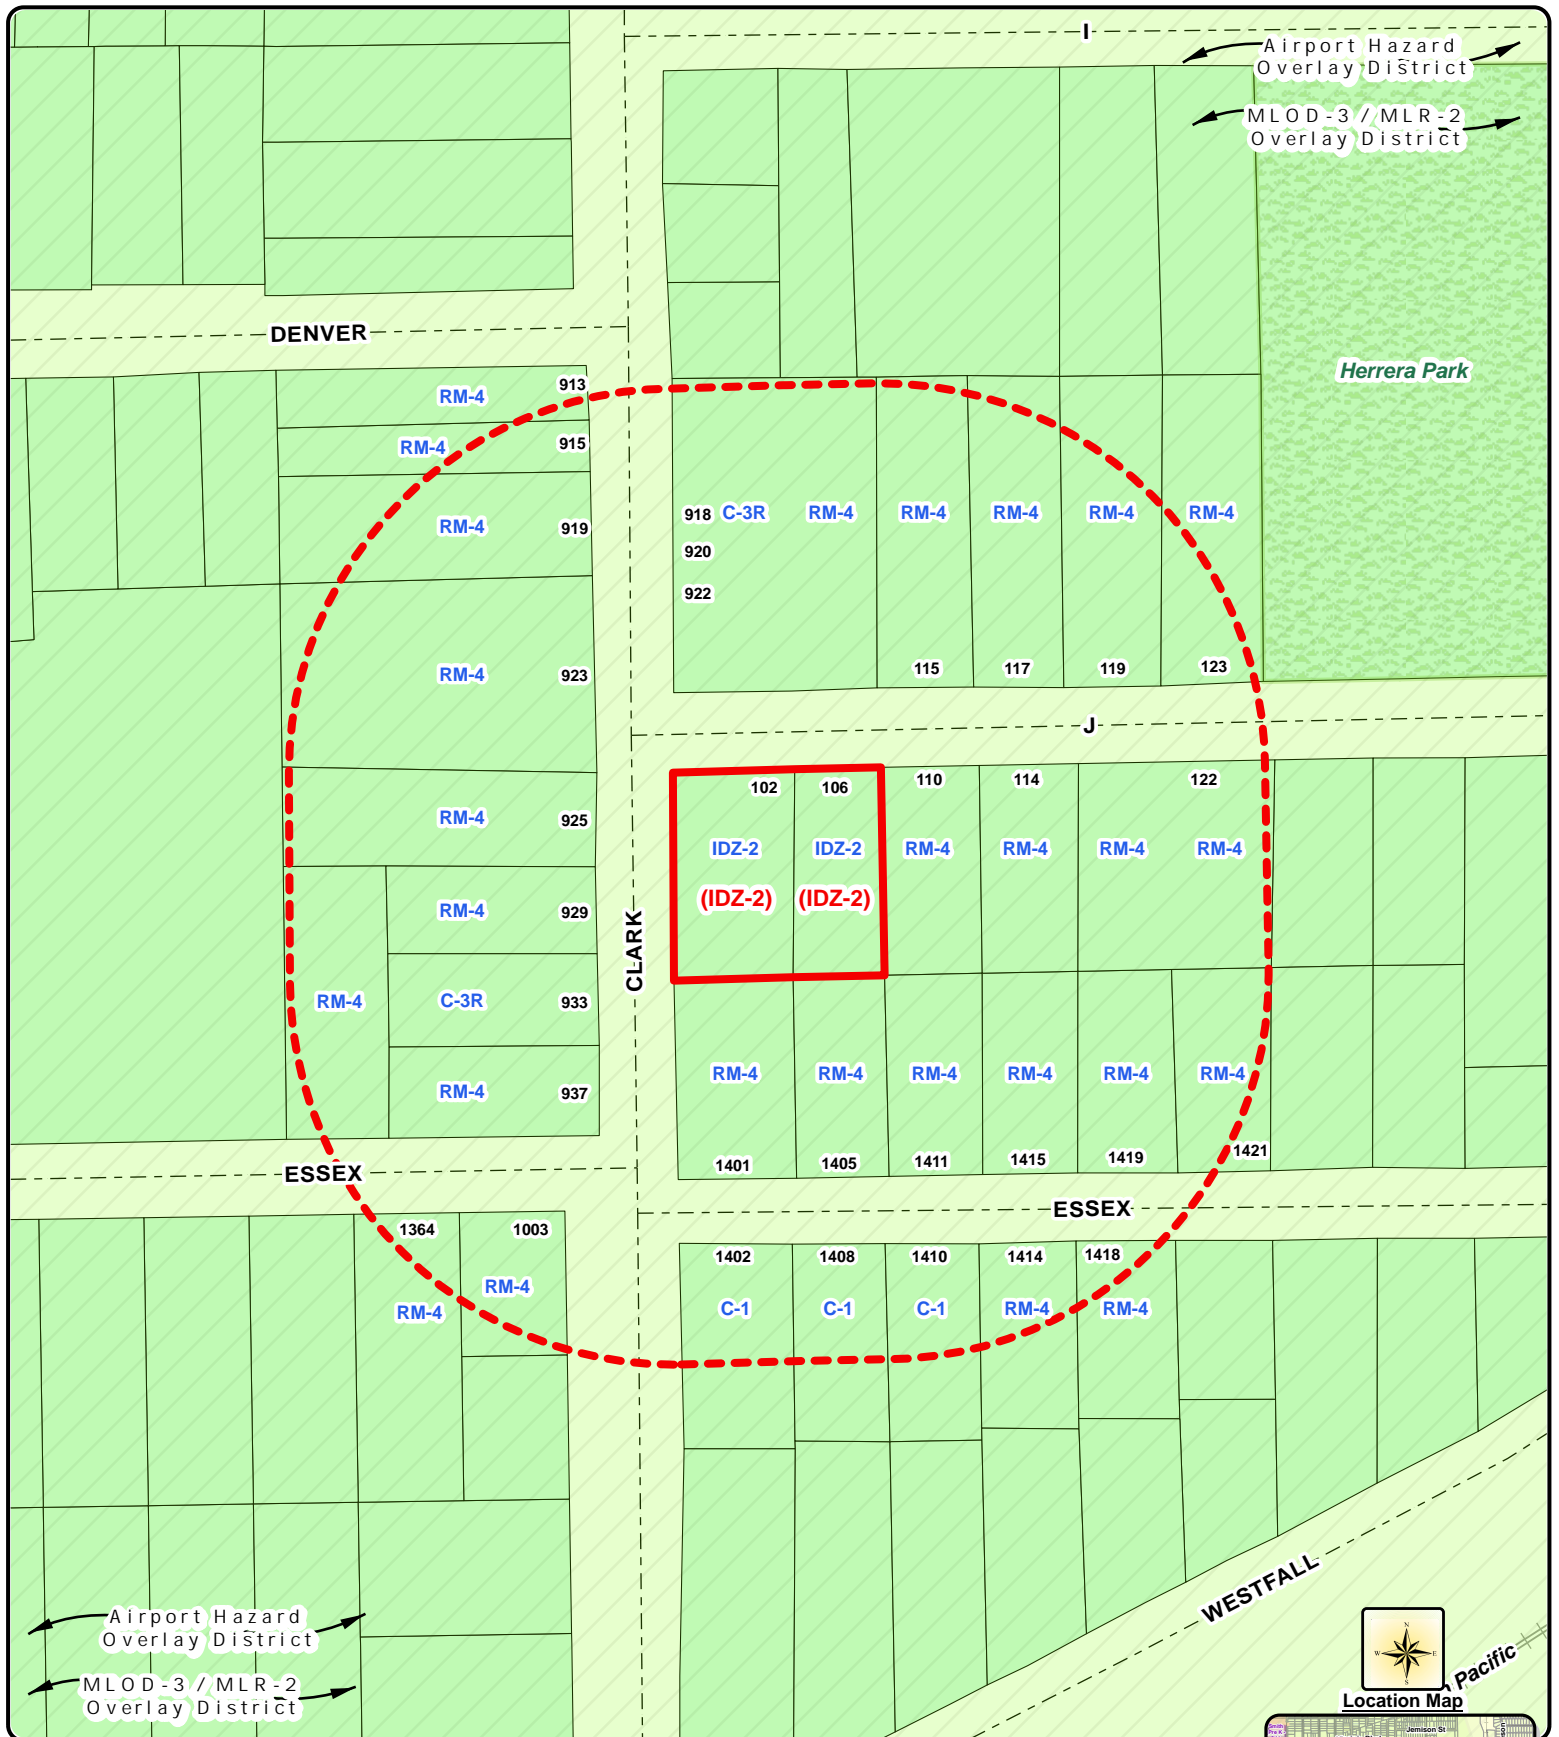 I
Airport Hazard
Overlay District
MLOD-3 / MLR-2
Overlay District
DENVER
Herrera Park
RM-4 913
RM-4 915
RM-4 919
918 C-3R RM-4 RM-4 RM-4 RM-4 RM-4
920
922
RM-4 923
115 117 119 123
J
102 106 110 114 122
RM-4 925
IDZ-2 IDZ-2 RM-4 RM-4 RM-4 RM-4
(IDZ-2) (IDZ-2)
RM-4 929
CLARK
RM-4 C-3R 933
RM-4 937
RM-4 RM-4 RM-4 RM-4 RM-4 RM-4
1401 1405 1411 1415 1419 1421
ESSEX
ESSEX
1364 1003
1402 1408 1410 1414 1418
RM-4 RM-4
C-1 C-1 C-1 RM-4 RM-4
WESTFALL
Airport Hazard
Overlay District
MLOD-3 / MLR-2
Overlay District
N
W E
S
Pacific
Location Map
Jemison St